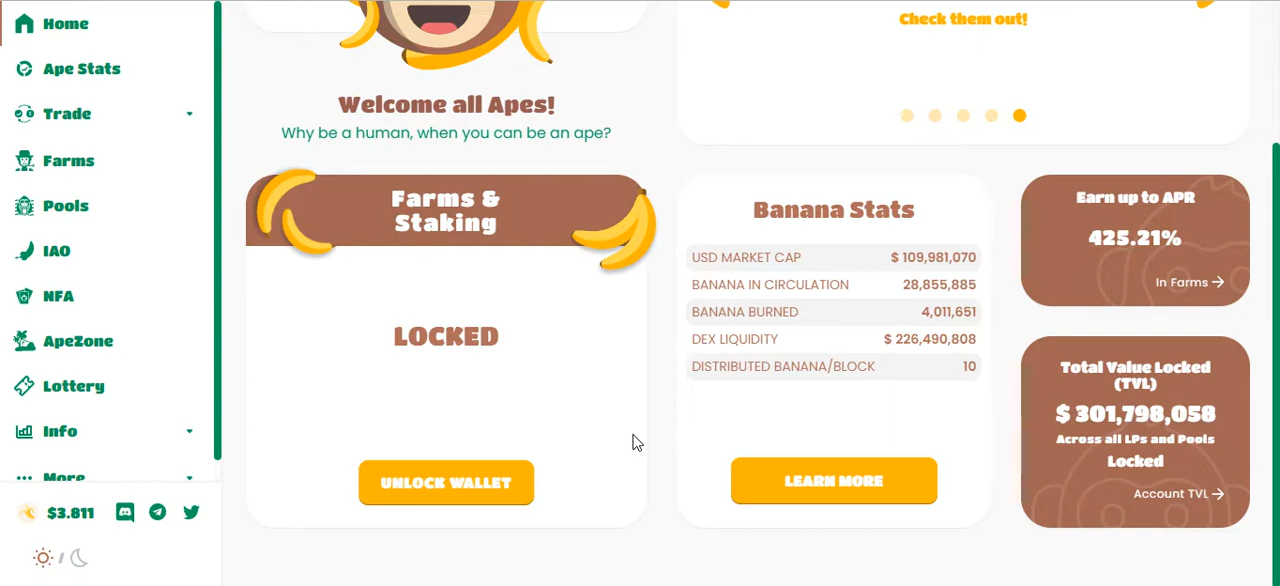 Home
Ape Stats
Trade
Farms
Pools
IAO
NFA
ApeZone
Lottery
Info
More
$3.811
/
Check them out!
Welcome all Apes!
Why be a human, when you can be an ape?
Farms &
Staking
LOCKED
UNLOCK WALLET
Banana Stats
USD MARKET CAP $ 109,981,070
BANANA IN CIRCULATION 28,855,885
BANANA BURNED 4,011,651
DEX LIQUIDITY $ 226,490,808
DISTRIBUTED BANANA/BLOCK 10
LEARN MORE
Earn up to APR
425.21%
In Farms →
Total Value Locked
(TVL)
$ 301,798,058
Across all LPs and Pools
Locked
Account TVL →